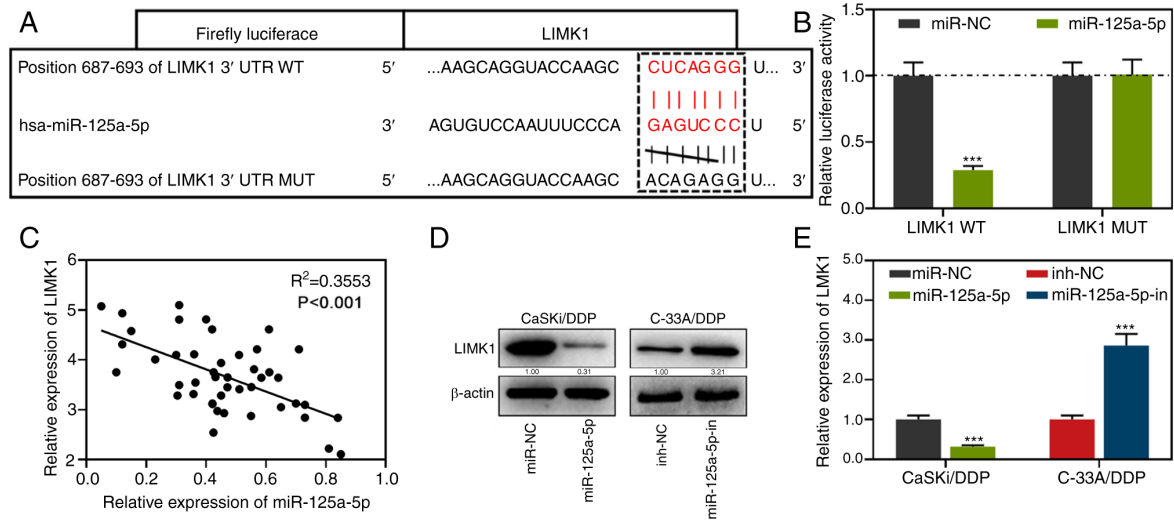 A
Firefly luciferace LIMK1
Position 687-693 of LIMK1 3′ UTR WT 5′ ...AAGCAGGUACCAAGC CUCAGGG U... 3′
hsa-miR-125a-5p 3′ AGUGUCCAAUUUCCCA GAGUCCC U 5′
Position 687-693 of LIMK1 3′ UTR MUT 5′ ...AAGCAGGUACCAAGC ACAGAGG U... 3′
B
Relative luciferase activity
1.5
1.0
0.5
0.0
miR-NC miR-125a-5p
***
LIMK1 WT LIMK1 MUT
C
Relative expression of LIMK1
6
5
4
3
2
R²=0.3553
P<0.001
0.0 0.2 0.4 0.6 0.8 1.0
Relative expression of miR-125a-5p
D
CaSKi/DDP C-33A/DDP
LIMK1
1.00 0.31 1.00 3.21
β-actin
miR-NC
miR-125a-5p
inh-NC
miR-125a-5p-in
E
Relative expression of LMK1
5.0
4.0
3.0
2.0
1.0
0.0
miR-NC inh-NC
miR-125a-5p miR-125a-5p-in
***
***
CaSKi/DDP C-33A/DDP